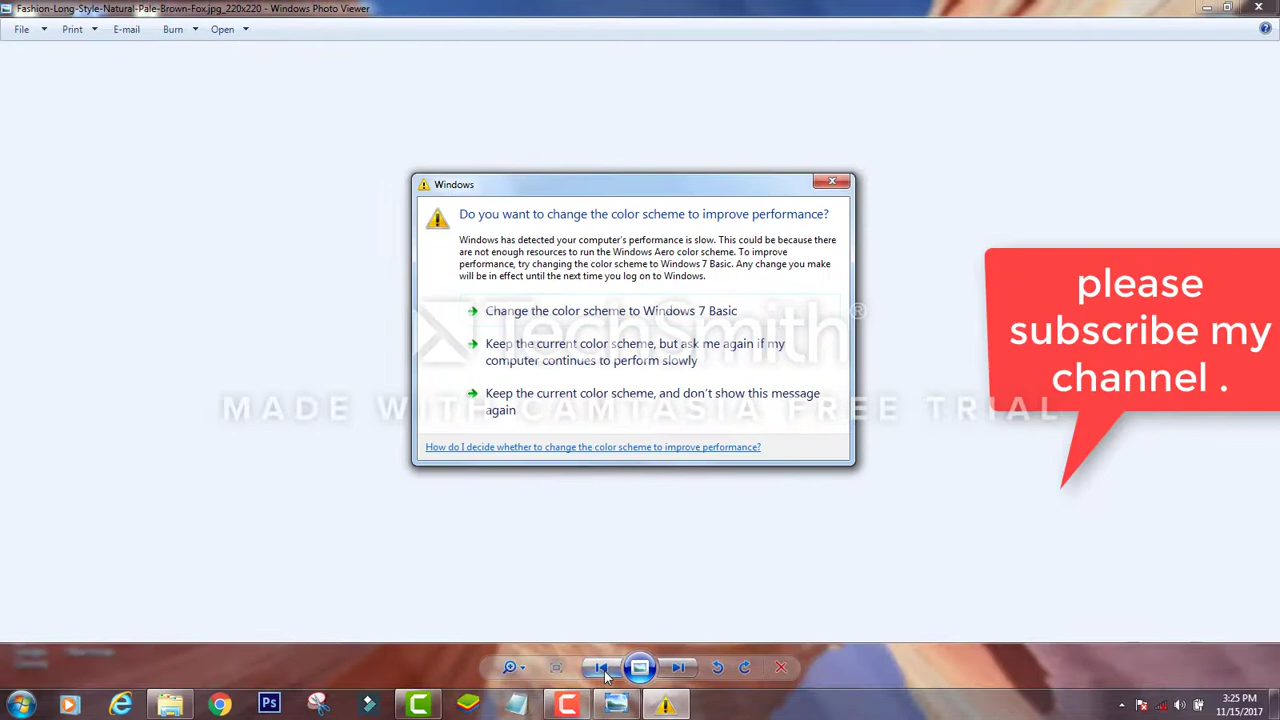 Fashion-Long-Style-Natural-Pale-Brown-Fox.jpg_220x220 - Windows Photo Viewer
File Print E-mail Burn Open
Windows
Do you want to change the color scheme to improve performance?
Windows has detected your computer's performance is slow. This could be because there
are not enough resources to run the Windows Aero color scheme. To improve
performance, try changing the color scheme to Windows 7 Basic. Any change you make
will be in effect until the next time you log on to Windows.
Change the color scheme to Windows 7 Basic
Keep the current color scheme, but ask me again if my
computer continues to perform slowly
Keep the current color scheme, and don't show this message
again
How do I decide whether to change the color scheme to improve performance?
TechSmith®
MADE WITH CAMTASIA FREE TRIAL
please
subscribe my
channel .
Ps
3:25 PM
11/15/2017